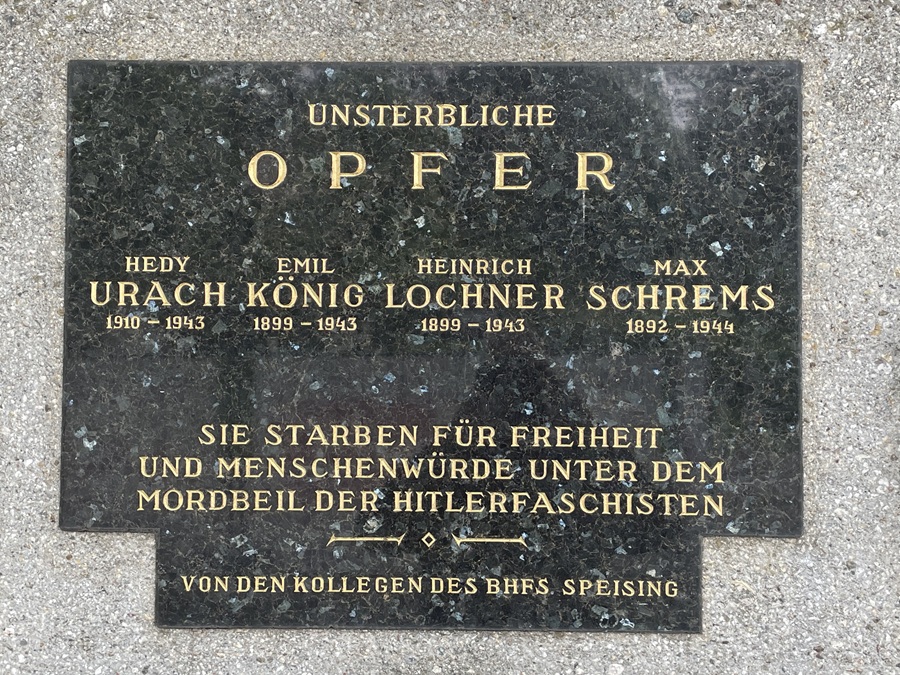 UNSTERBLICHE
OPFER
HEDY EMIL HEINRICH MAX
URACH KÖNIG LOCHNER SCHREMS
1910 – 1943 1899 – 1943 1899 – 1943 1892 – 1944
SIE STARBEN FÜR FREIHEIT
UND MENSCHENWÜRDE UNTER DEM
MORDBEIL DER HITLERFASCHISTEN
VON DEN KOLLEGEN DES BHFS. SPEISING